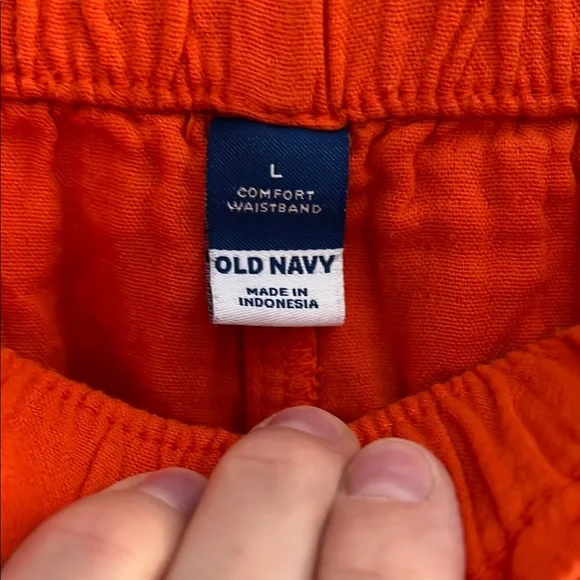 L
COMFORT
WAISTBAND
OLD NAVY
MADE IN
INDONESIA